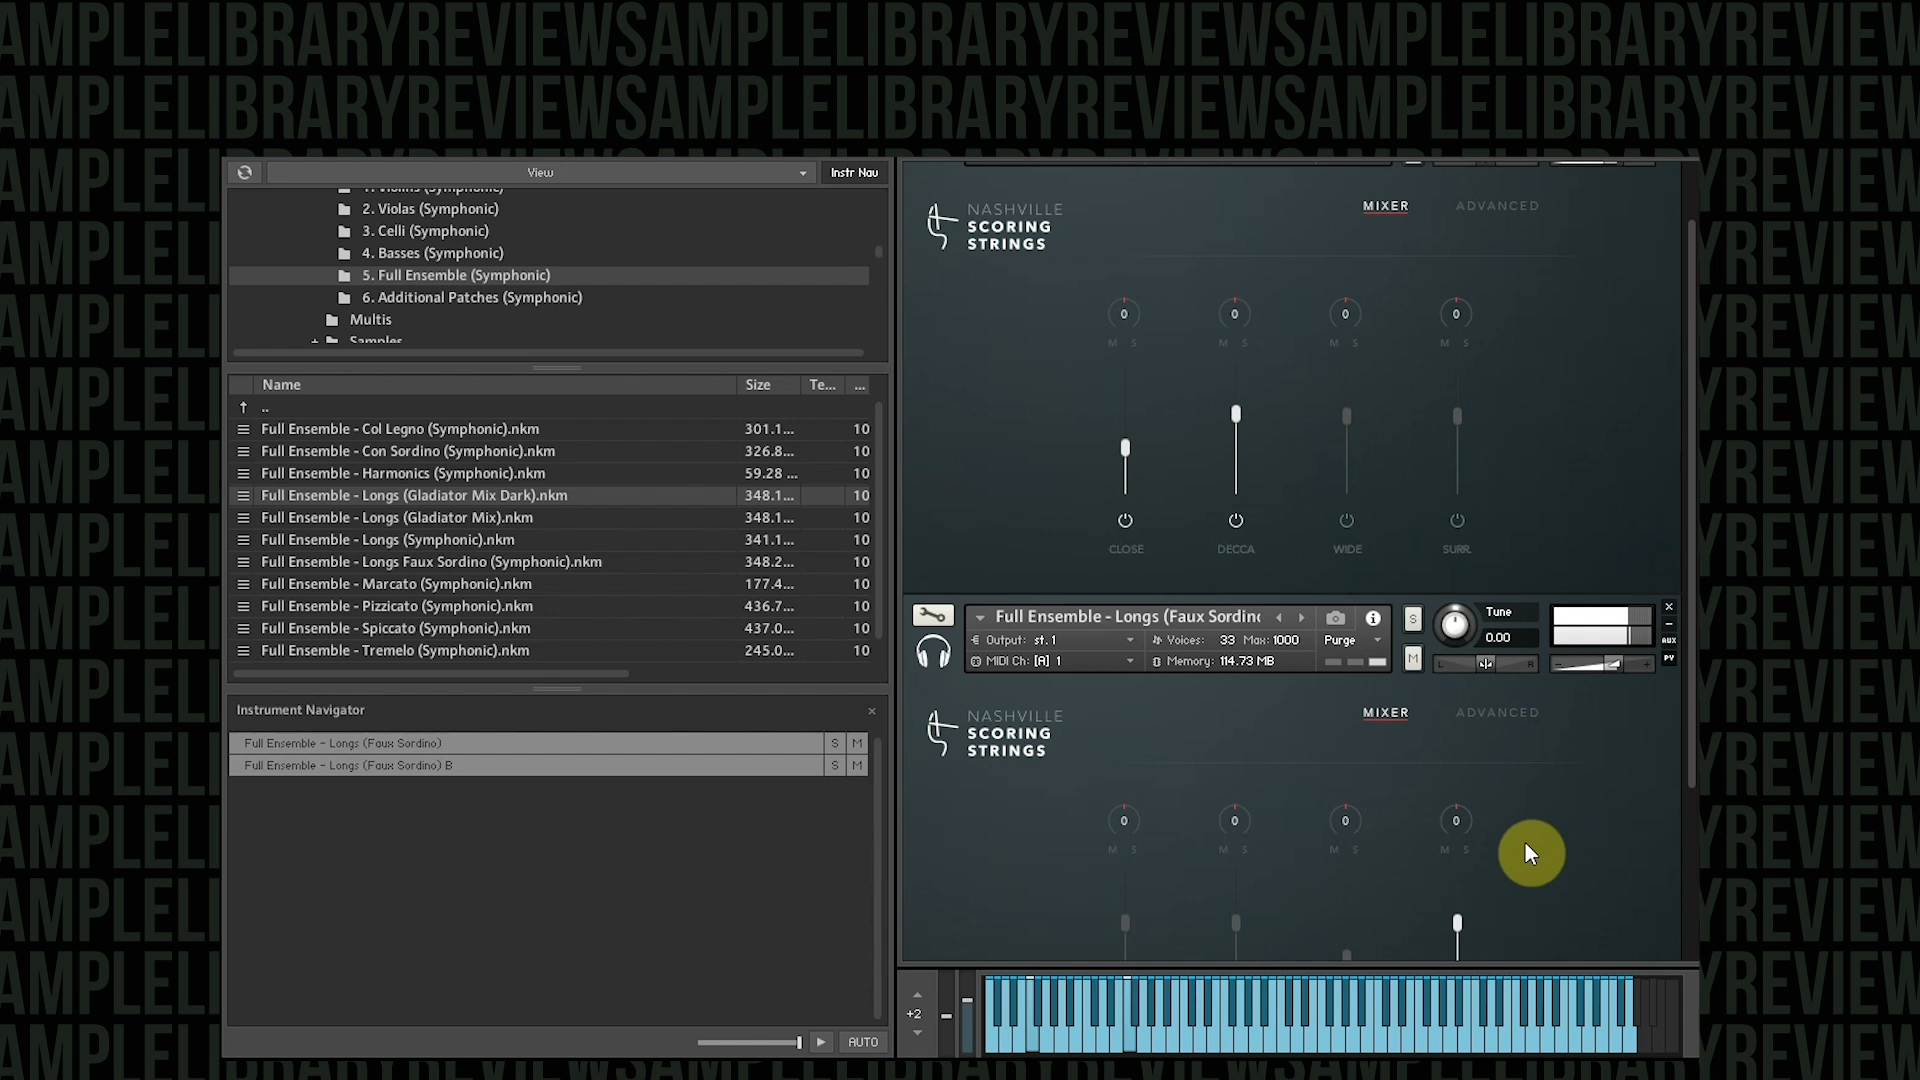 AMPLELIBRARYREVIEWSAMPLELIBRARYREVIEWSAMPLELIBRARYREVIEWSAMPLE
AMPLELIBRARYREVIEWSAMPLELIBRARYREVIEWSAMPLELIBRARYREVIEWSAMPLE
View
Instr Nav
1. Violins (Symphonic)
2. Violas (Symphonic)
3. Celli (Symphonic)
4. Basses (Symphonic)
5. Full Ensemble (Symphonic)
6. Additional Patches (Symphonic)
Multis
+ Samples
Name Size Te... ...
..
Full Ensemble - Col Legno (Symphonic).nkm 301.1... 10
Full Ensemble - Con Sordino (Symphonic).nkm 326.8... 10
Full Ensemble - Harmonics (Symphonic).nkm 59.28 ... 10
Full Ensemble - Longs (Gladiator Mix Dark).nkm 348.1... 10
Full Ensemble - Longs (Gladiator Mix).nkm 348.1... 10
Full Ensemble - Longs (Symphonic).nkm 341.1... 10
Full Ensemble - Longs Faux Sordino (Symphonic).nkm 348.2... 10
Full Ensemble - Marcato (Symphonic).nkm 177.4... 10
Full Ensemble - Pizzicato (Symphonic).nkm 436.7... 10
Full Ensemble - Spiccato (Symphonic).nkm 437.0... 10
Full Ensemble - Tremelo (Symphonic).nkm 245.0... 10
Instrument Navigator ×
Full Ensemble - Longs (Faux Sordino) S M
Full Ensemble - Longs (Faux Sordino) B S M
AUTO
NASHVILLE
SCORING
STRINGS
MIXER ADVANCED
0 0 0 0
M S M S M S M S
CLOSE DECCA WIDE SURR.
Full Ensemble - Longs (Faux Sordino
Output: st.1 Voices: 33 Max: 1000 Purge
MIDI Ch: [A] 1 Memory: 114.73 MB
S
M
Tune
0.00
L R
- +
×
-
AUX
PV
NASHVILLE
SCORING
STRINGS
MIXER ADVANCED
0 0 0 0
M S M S M S M S
+2